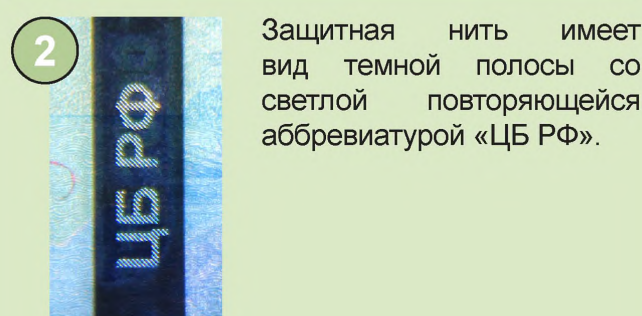 2
Защитная нить имеет
вид темной полосы со
светлой повторяющейся
аббревиатурой «ЦБ РФ».
ЦБ РФ